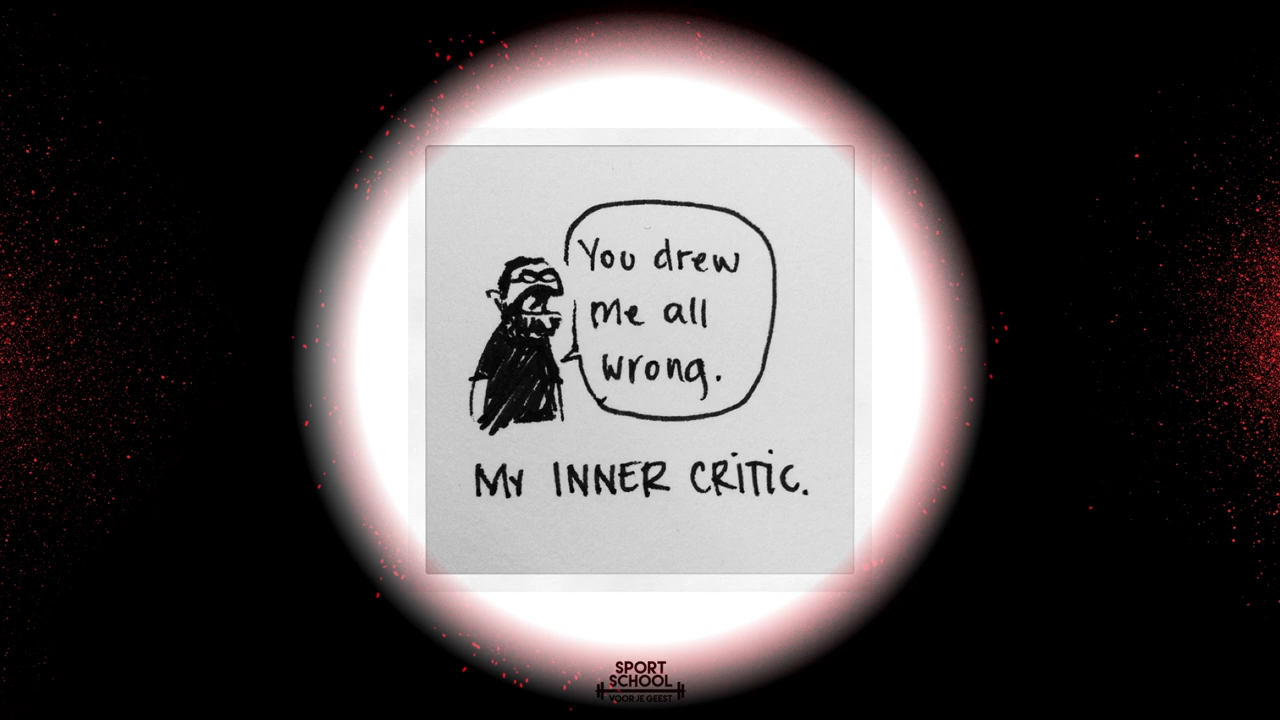 You drew
me all
wrong.
My INNER CRiTiC.
SPORT
SCHOOL
VOOR JE GEEST